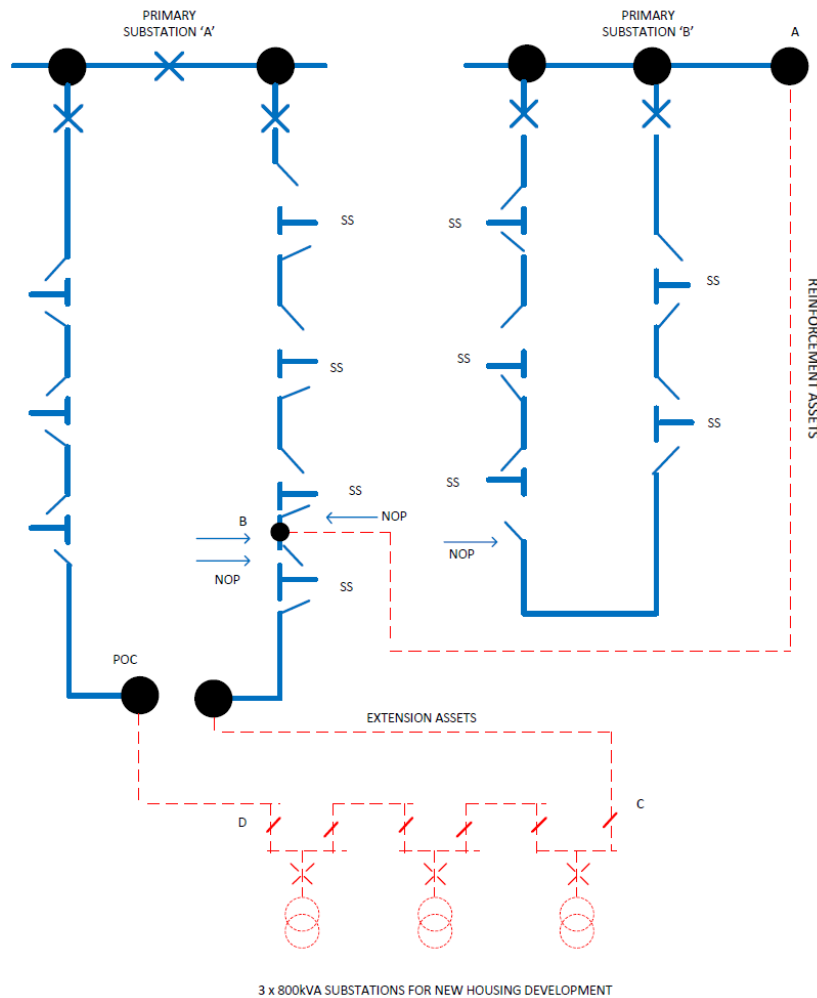 PRIMARY
SUBSTATION ‘A’
PRIMARY
SUBSTATION ‘B’
A
SS
SS
SS
SS
SS
REINFORCEMENT ASSETS
SS
SS
SS
B
NOP
NOP
NOP
SS
POC
EXTENSION ASSETS
D
C
3 x 800kVA SUBSTATIONS FOR NEW HOUSING DEVELOPMENT